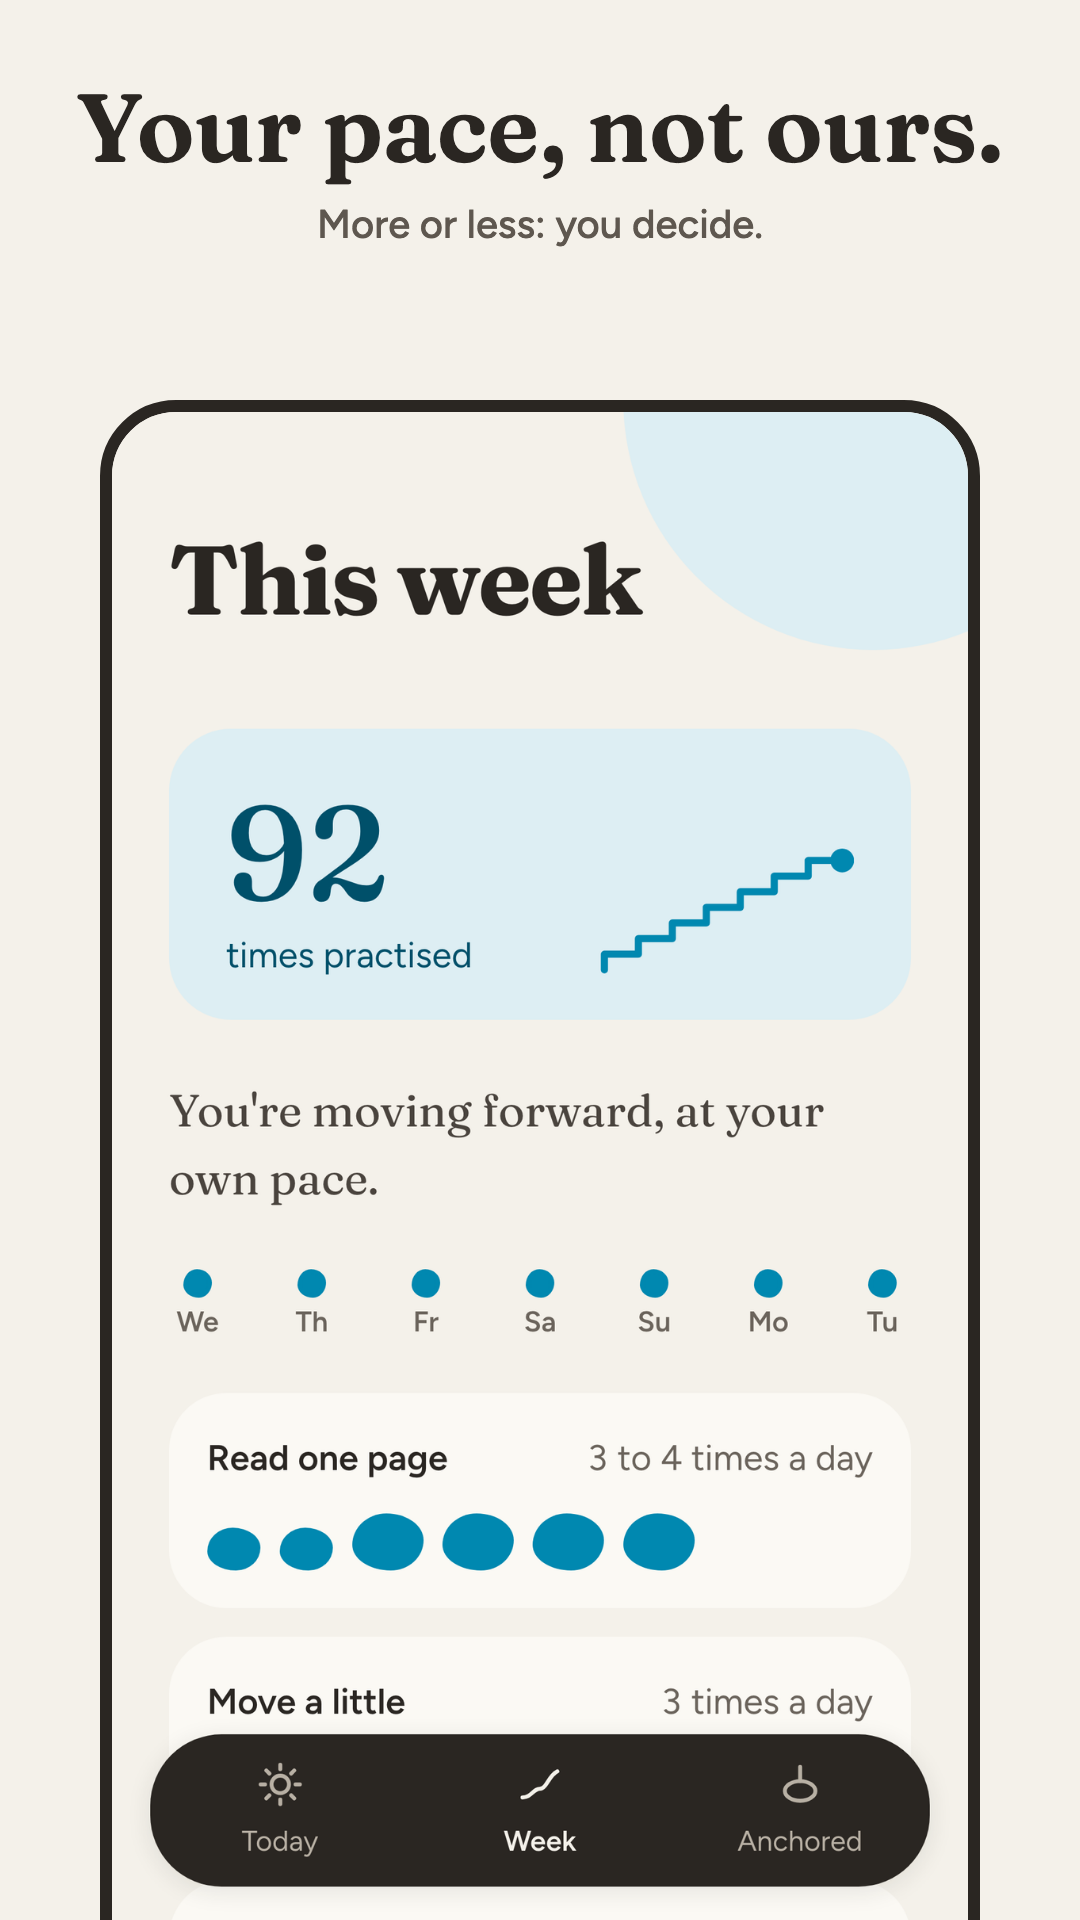 Your pace, not ours.
More or less: you decide.
This week
92
times practised
You're moving forward, at your
own pace.
We Th Fr Sa Su Mo Tu
Read one page 3 to 4 times a day
Move a little 3 times a day
Today Week Anchored